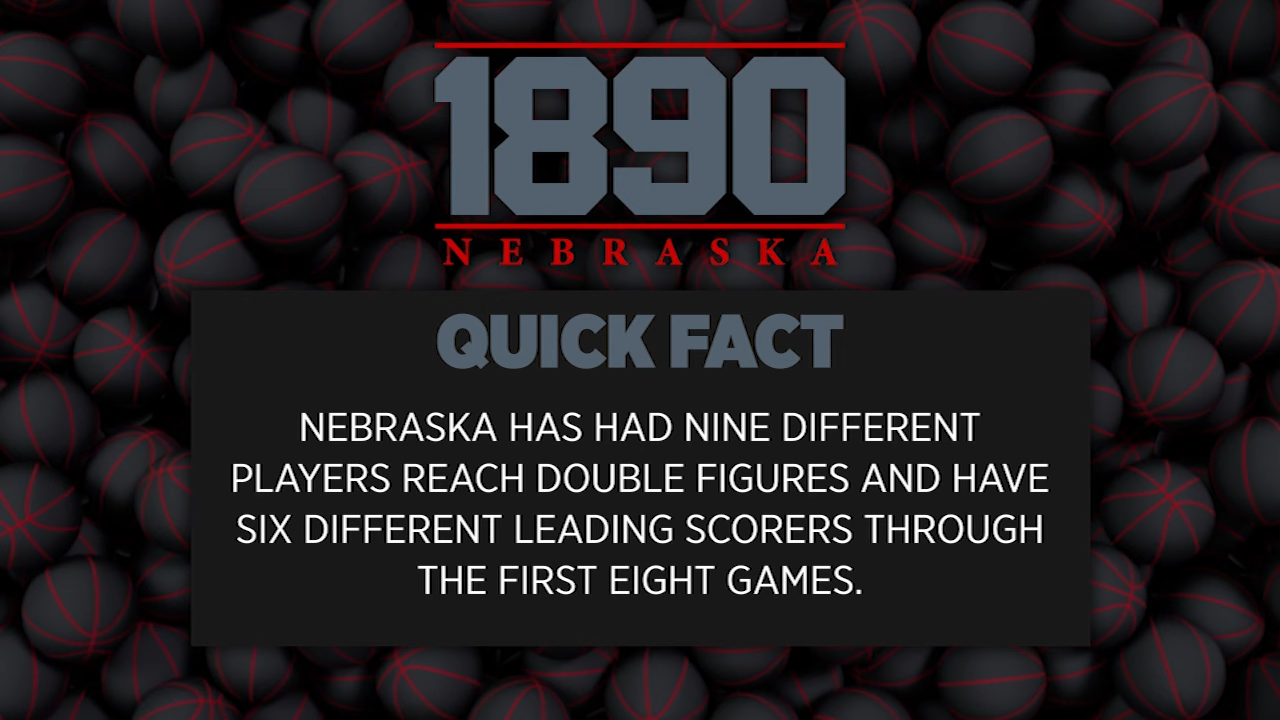 1890
NEBRASKA
QUICK FACT
NEBRASKA HAS HAD NINE DIFFERENT
PLAYERS REACH DOUBLE FIGURES AND HAVE
SIX DIFFERENT LEADING SCORERS THROUGH
THE FIRST EIGHT GAMES.